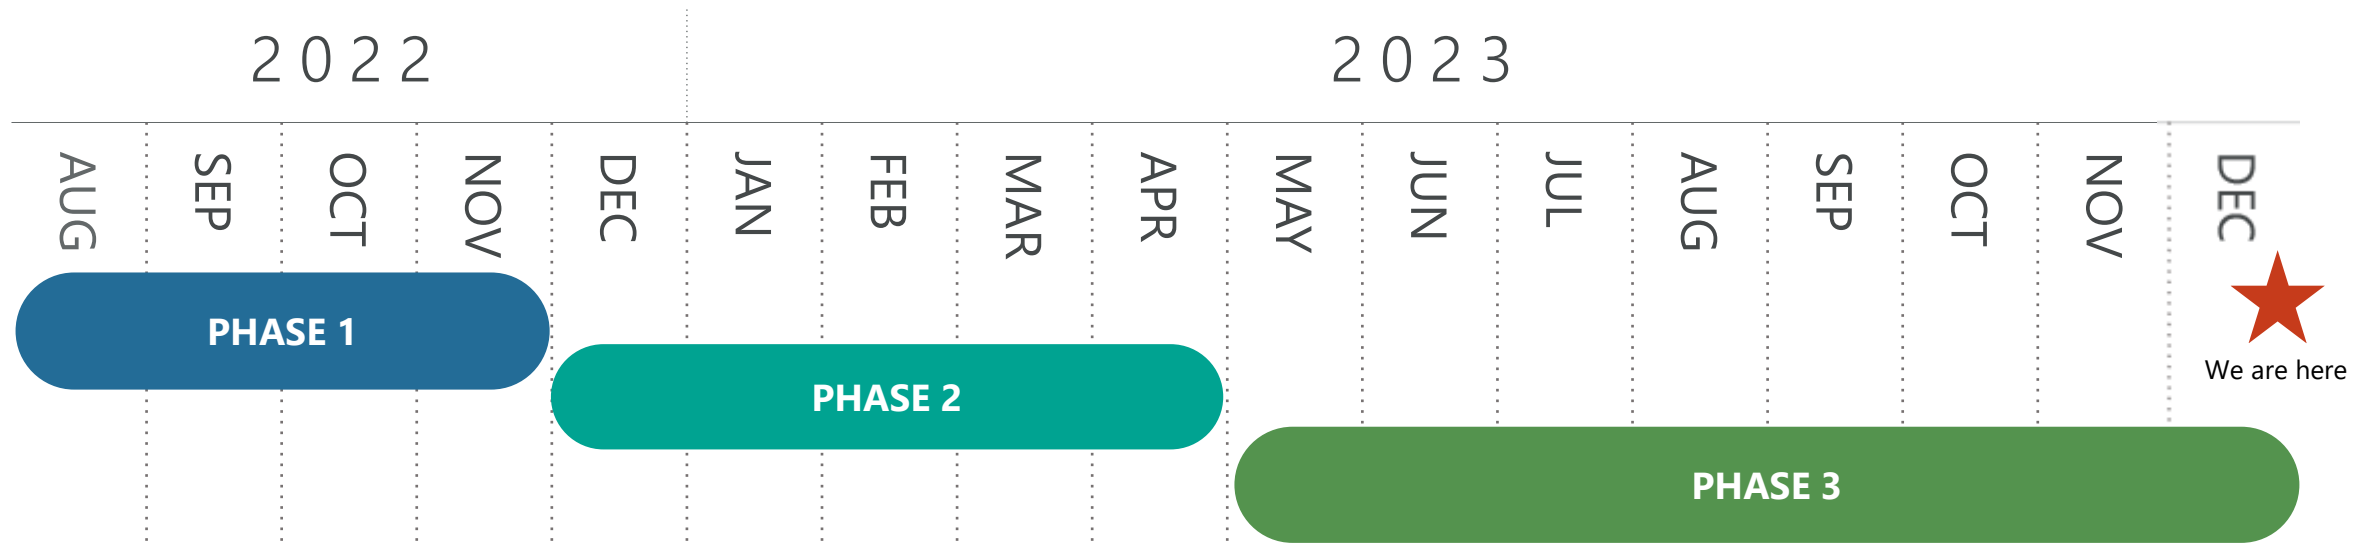 2022
2023
AUG
SEP
OCT
NOV
DEC
JAN
FEB
MAR
APR
MAY
JUN
JUL
AUG
SEP
OCT
NOV
DEC
PHASE 1
We are here
PHASE 2
PHASE 3